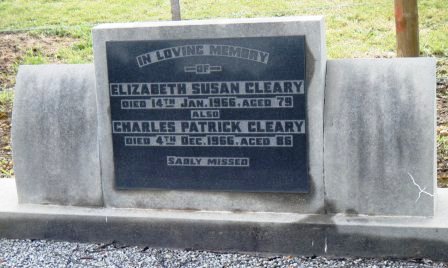 IN LOVING MEMORY
OF
ELIZABETH SUSAN CLEARY
DIED 14TH JAN. 1966, AGED 79
ALSO
CHARLES PATRICK CLEARY
DIED 4TH DEC. 1966, AGED 86
SADLY MISSED